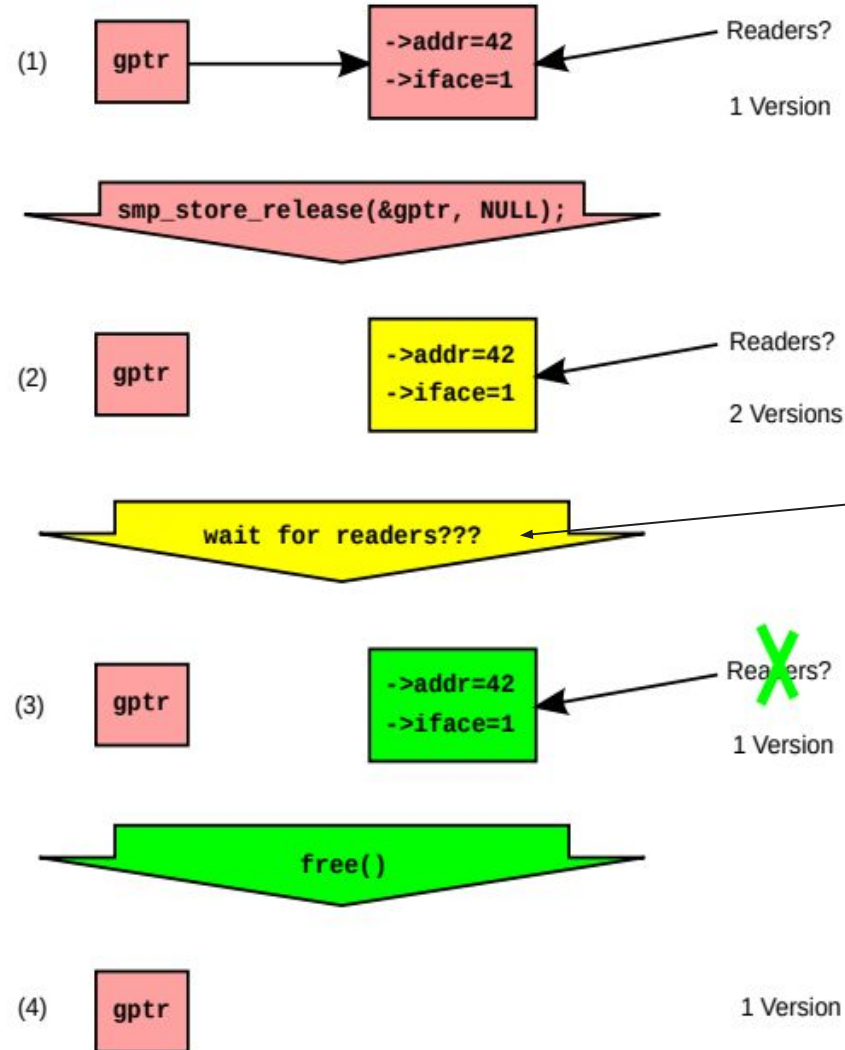 (1)
gptr
->addr=42
->iface=1
Readers?
1 Version
smp_store_release(&gptr, NULL);
(2)
gptr
->addr=42
->iface=1
Readers?
2 Versions
wait for readers???
(3)
gptr
->addr=42
->iface=1
Readers?
1 Version
free()
(4)
gptr
1 Version